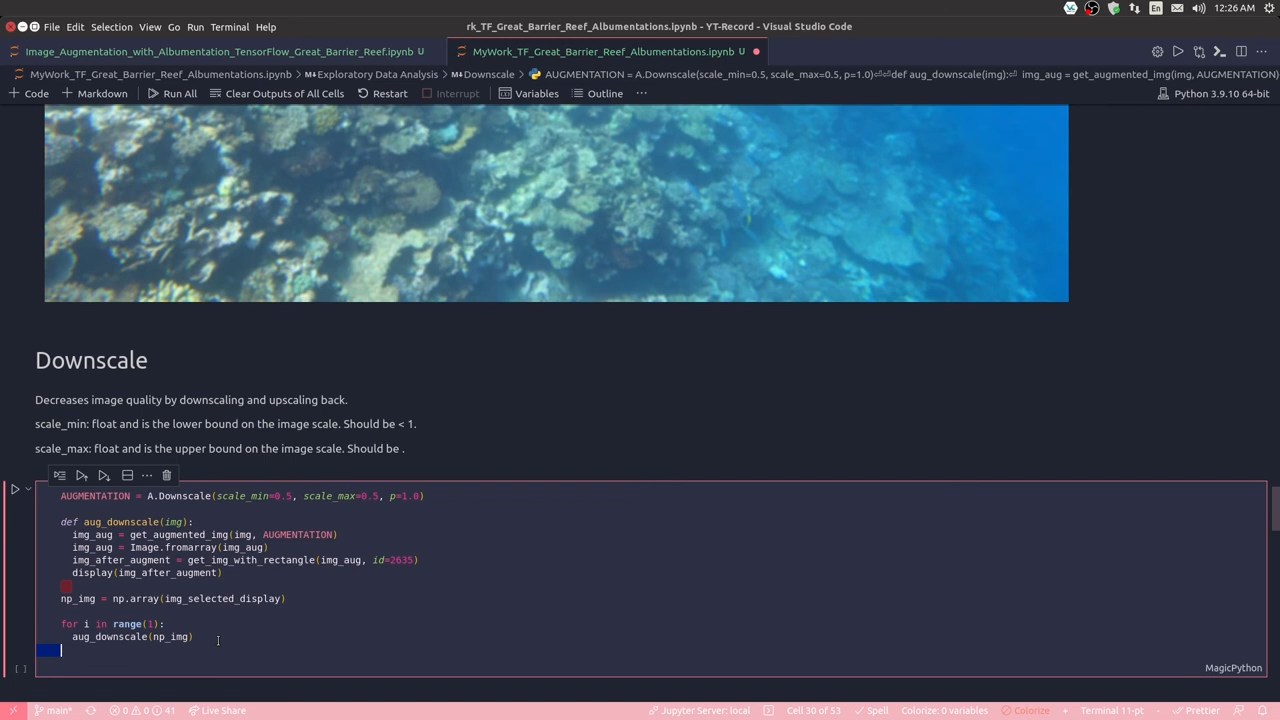 File Edit Selection View Go Run Terminal Help
rk_TF_Great_Barrier_Reef_Albumentations.ipynb - Visual Studio Code
En
12:26 AM
Image_Augmentation_with_Albumentation_TensorFlow_Great_Barrier_Reef.ipynb U
MyWork_TF_Great_Barrier_Reef_Albumentations.ipynb U
MyWork_TF_Great_Barrier_Reef_Albumentations.ipynb > M↓Exploratory Data Analysis > M↓Downscale > AUGMENTATION = A.Downscale(scale_min=0.5, scale_max=0.5, p=1.0)⏎⏎def aug_downscale(img):⏎ img_aug = get_augmented_img(img, AUGMENTATION)
+ Code + Markdown Run All Clear Outputs of All Cells Restart Interrupt Variables Outline ... Python 3.9.10 64-bit
Downscale
Decreases image quality by downscaling and upscaling back.
scale_min: float and is the lower bound on the image scale. Should be < 1.
scale_max: float and is the upper bound on the image scale. Should be .
AUGMENTATION = A.Downscale(scale_min=0.5, scale_max=0.5, p=1.0)
def aug_downscale(img):
img_aug = get_augmented_img(img, AUGMENTATION)
img_aug = Image.fromarray(img_aug)
img_after_augment = get_img_with_rectangle(img_aug, id=2635)
display(img_after_augment)
np_img = np.array(img_selected_display)
for i in range(1):
aug_downscale(np_img)
[ ]
MagicPython
main* 0 0 41 Live Share Jupyter Server: local Cell 30 of 53 Colorize: 0 variables Colorize Terminal 11-pt Spell Prettier